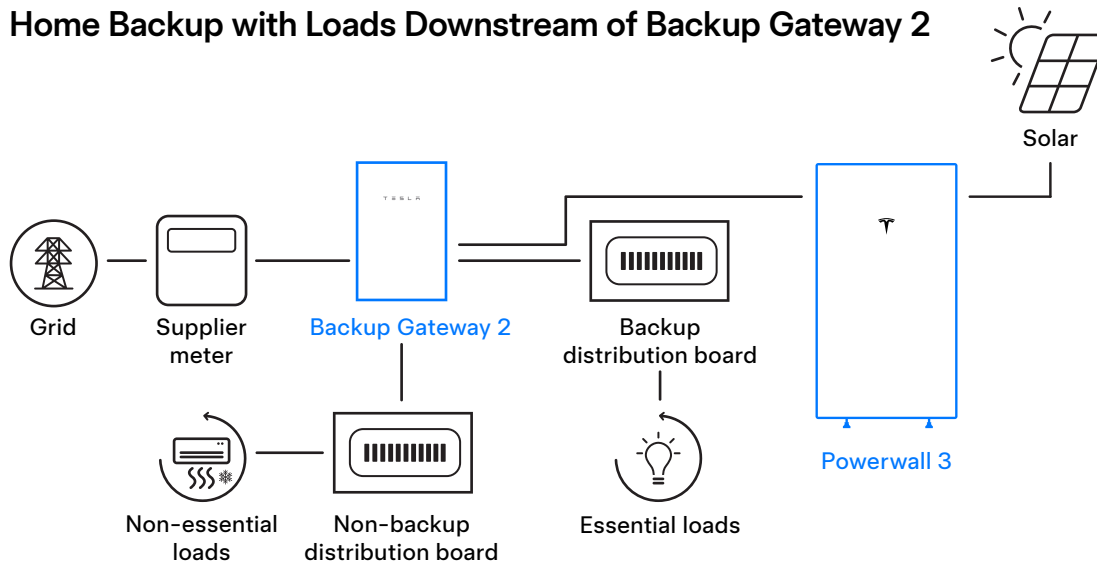 Home Backup with Loads Downstream of Backup Gateway 2
Solar
TESLA
Grid
Supplier
meter
Backup Gateway 2
Backup
distribution board
Powerwall 3
Non-essential
loads
Non-backup
distribution board
Essential loads